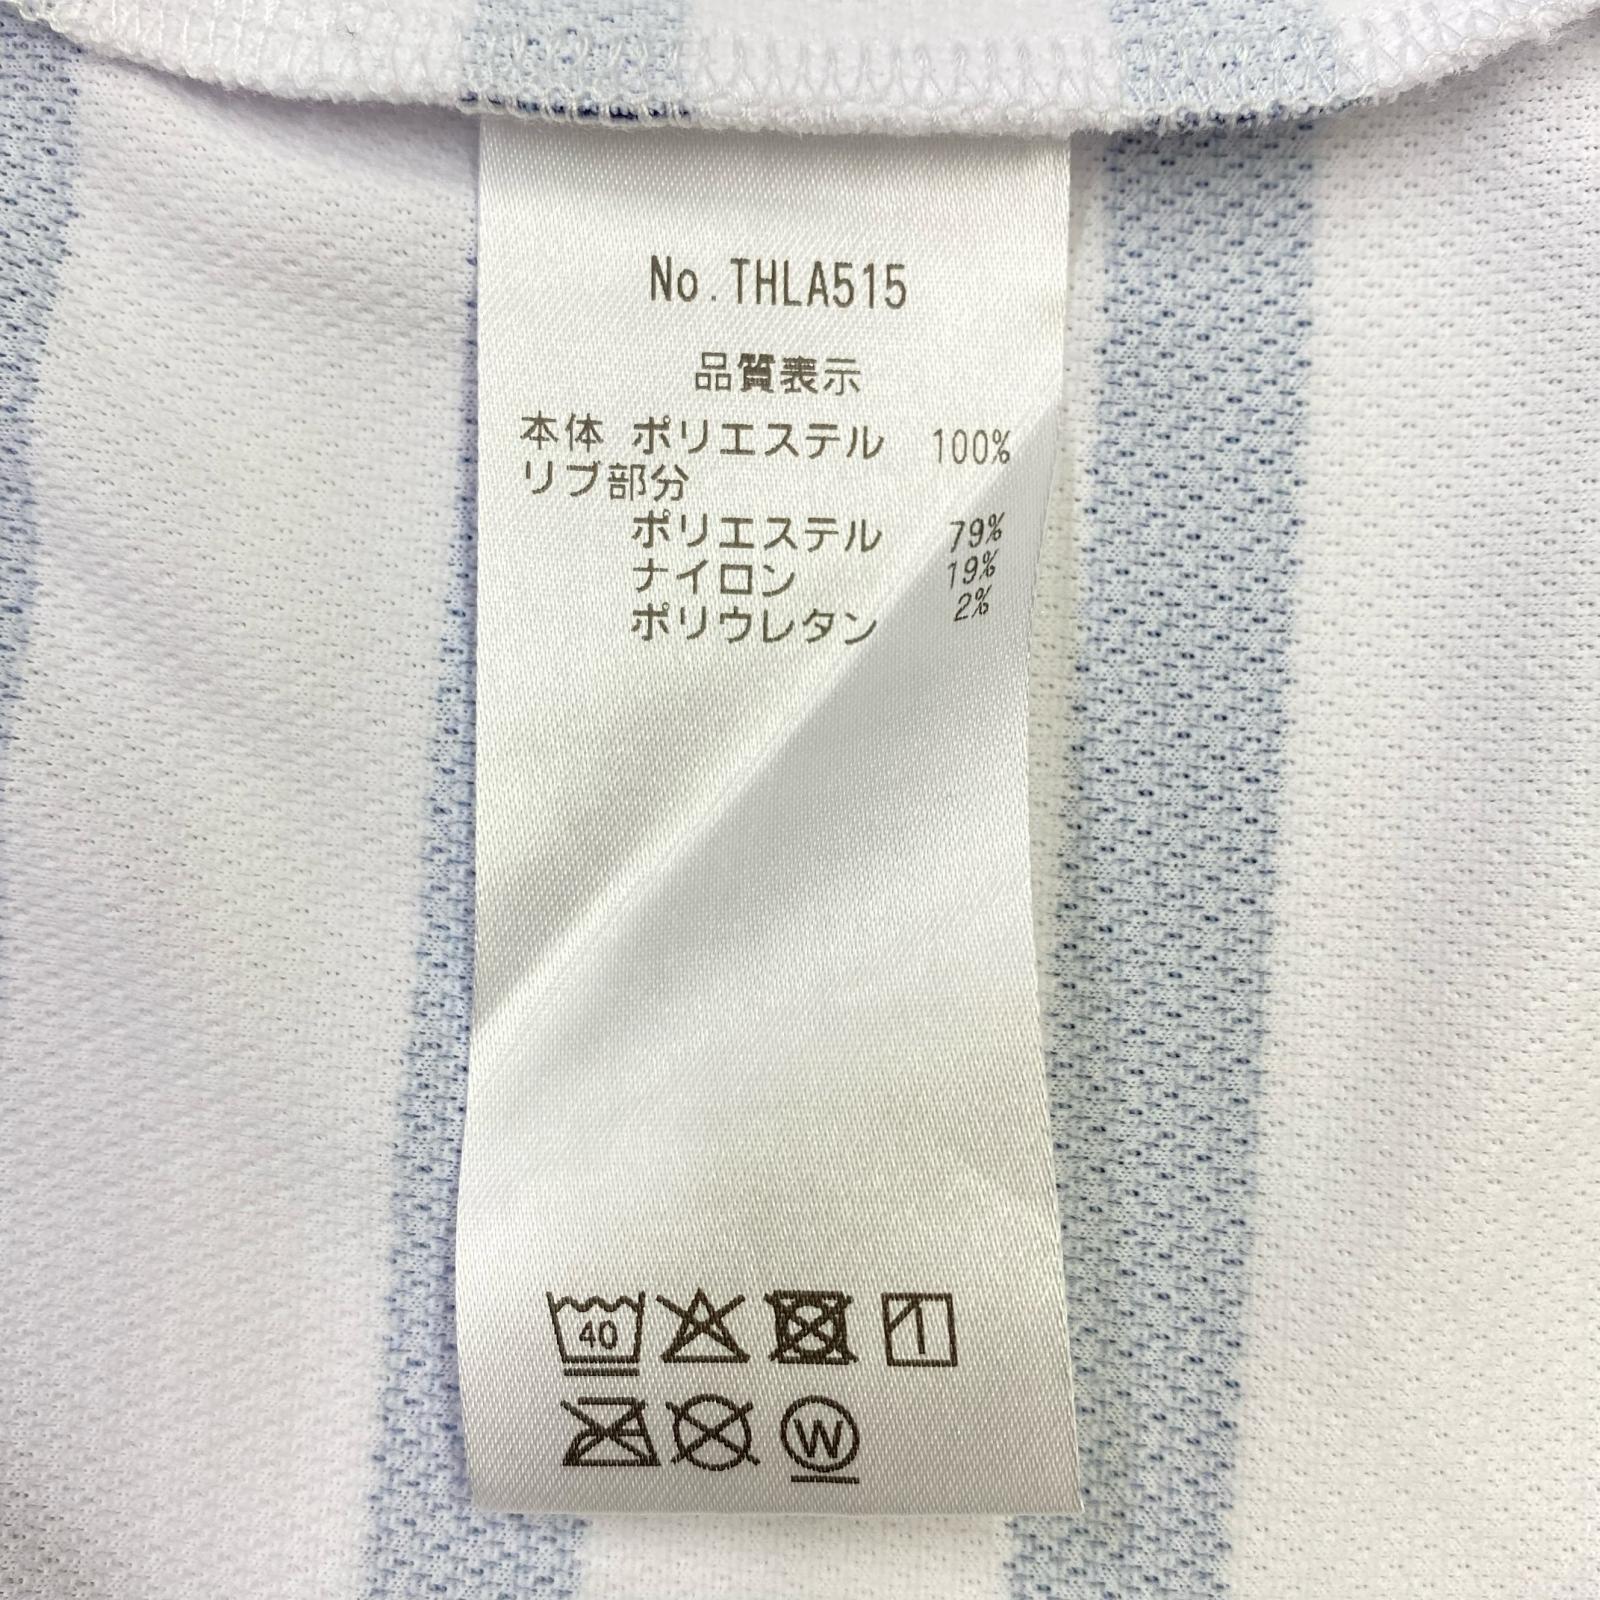 No.THLA515
品質表示
本体 ポリエステル 100%
リブ部分
ポリエステル 79%
ナイロン 19%
ポリウレタン 2%
40
W